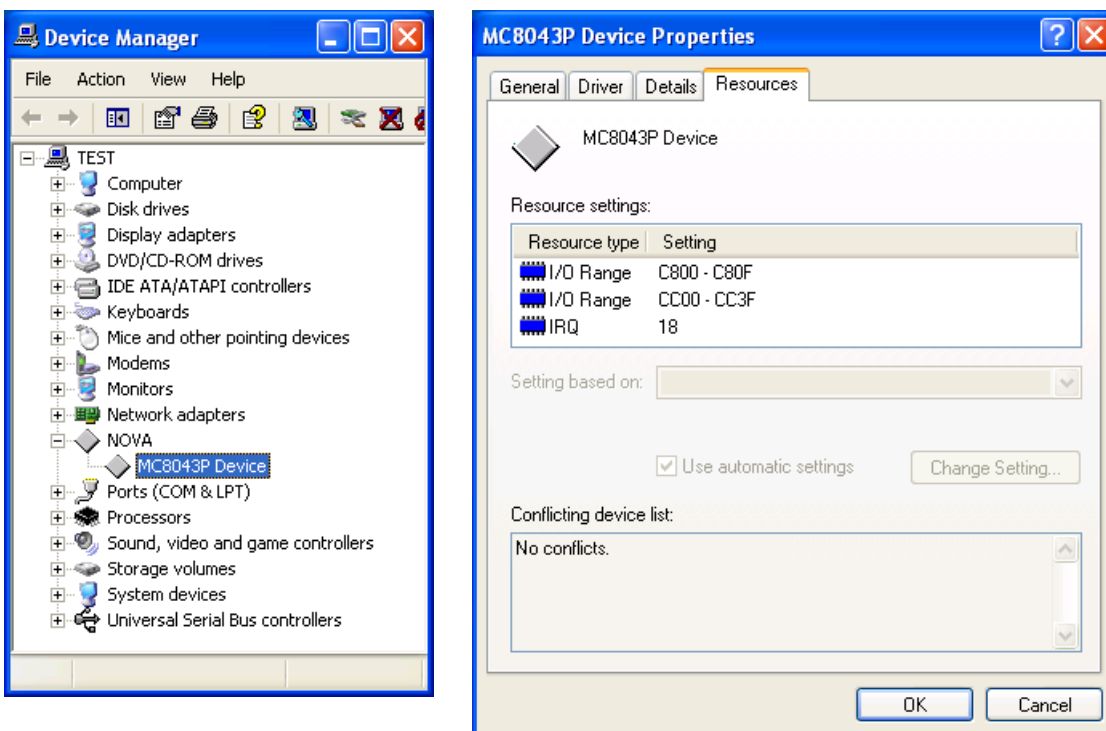 Device Manager
File Action View Help
TEST
Computer
Disk drives
Display adapters
DVD/CD-ROM drives
IDE ATA/ATAPI controllers
Keyboards
Mice and other pointing devices
Modems
Monitors
Network adapters
NOVA
MC8043P Device
Ports (COM & LPT)
Processors
Sound, video and game controllers
Storage volumes
System devices
Universal Serial Bus controllers
MC8043P Device Properties
General Driver Details Resources
MC8043P Device
Resource settings:
Resource type Setting
I/O Range C800 - C80F
I/O Range CC00 - CC3F
IRQ 18
Setting based on:
Use automatic settings Change Setting...
Conflicting device list:
No conflicts.
OK Cancel